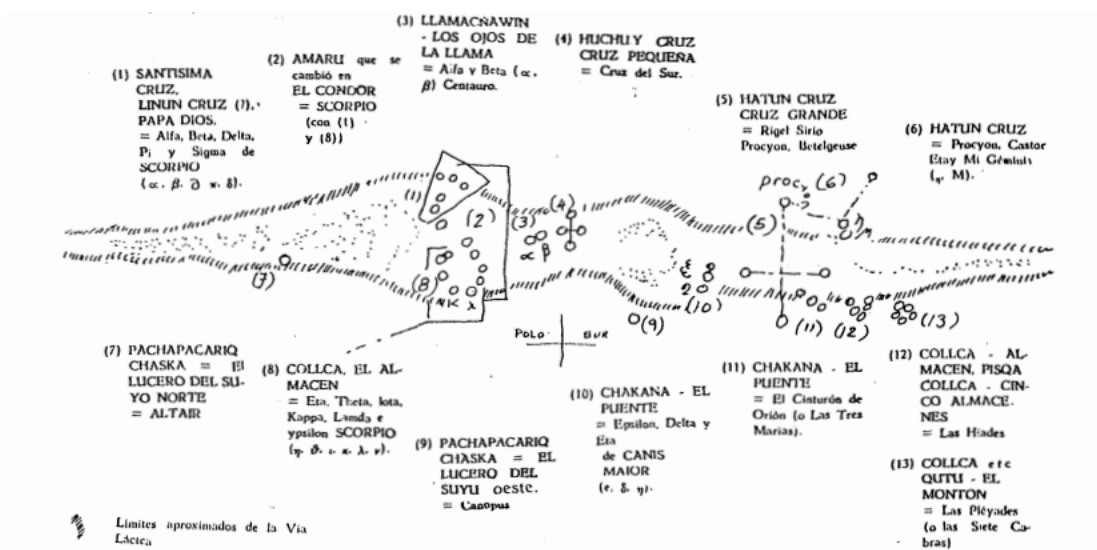 (1) SANTISIMA
CRUZ,
LINUN CRUZ (?),
PAPA DIOS.
= Alfa, Beta, Delta,
Pi y Sigma de
SCORPIO
(2) AMARU que se
cambió en
EL CONDOR
= SCORPIO
(con (1)
y (8))
(3) LLAMACÑAWIN
- LOS OJOS DE
LA LLAMA
= Alfa y Beta (α,
β) Centauro.
(4) HUCHUY CRUZ
CRUZ PEQUEÑA
= Cruz del Sur.
(5) HATUN CRUZ
CRUZ GRANDE
= Rigel Sirio
Procyon, Betelgeuse
(6) HATUN CRUZ
= Procyon, Castor
Etay Mi Géminis
(η, M).
(1)
(2)
(3)
α β
(4)
(5)
Procy (6)
(7)
(8)
κ λ
POLO SUR
(9)
(10)
(11)
(12)
(13)
(7) PACHAPACARIQ
CHASKA = El
LUCERO DEL SU-
YO NORTE
= ALTAIR
(8) COLLCA, EL AL-
MACEN
= Eta, Theta, Iota,
Kappa, Lamda e
ypsilon SCORPIO
(9) PACHAPACARIQ
CHASKA = EL
LUCERO DEL
SUYU oeste.
= Canopus
(10) CHAKANA - EL
PUENTE
= Epsilon, Delta y
Eta
de CANIS
MAIOR
(e, δ, η).
(11) CHAKANA - EL
PUENTE
= El Cinturón de
Orión (o Las Tres
Marias).
(12) COLLCA - AL-
MACEN, PISQA
COLLCA - CIN-
CO ALMACE-
NES
= Las Hiades
(13) COLLCA etc
QUTU - EL
MONTON
= Las Pléyades
(o las Siete Ca-
bras)
Límites aproximados de la Vía
Láctea